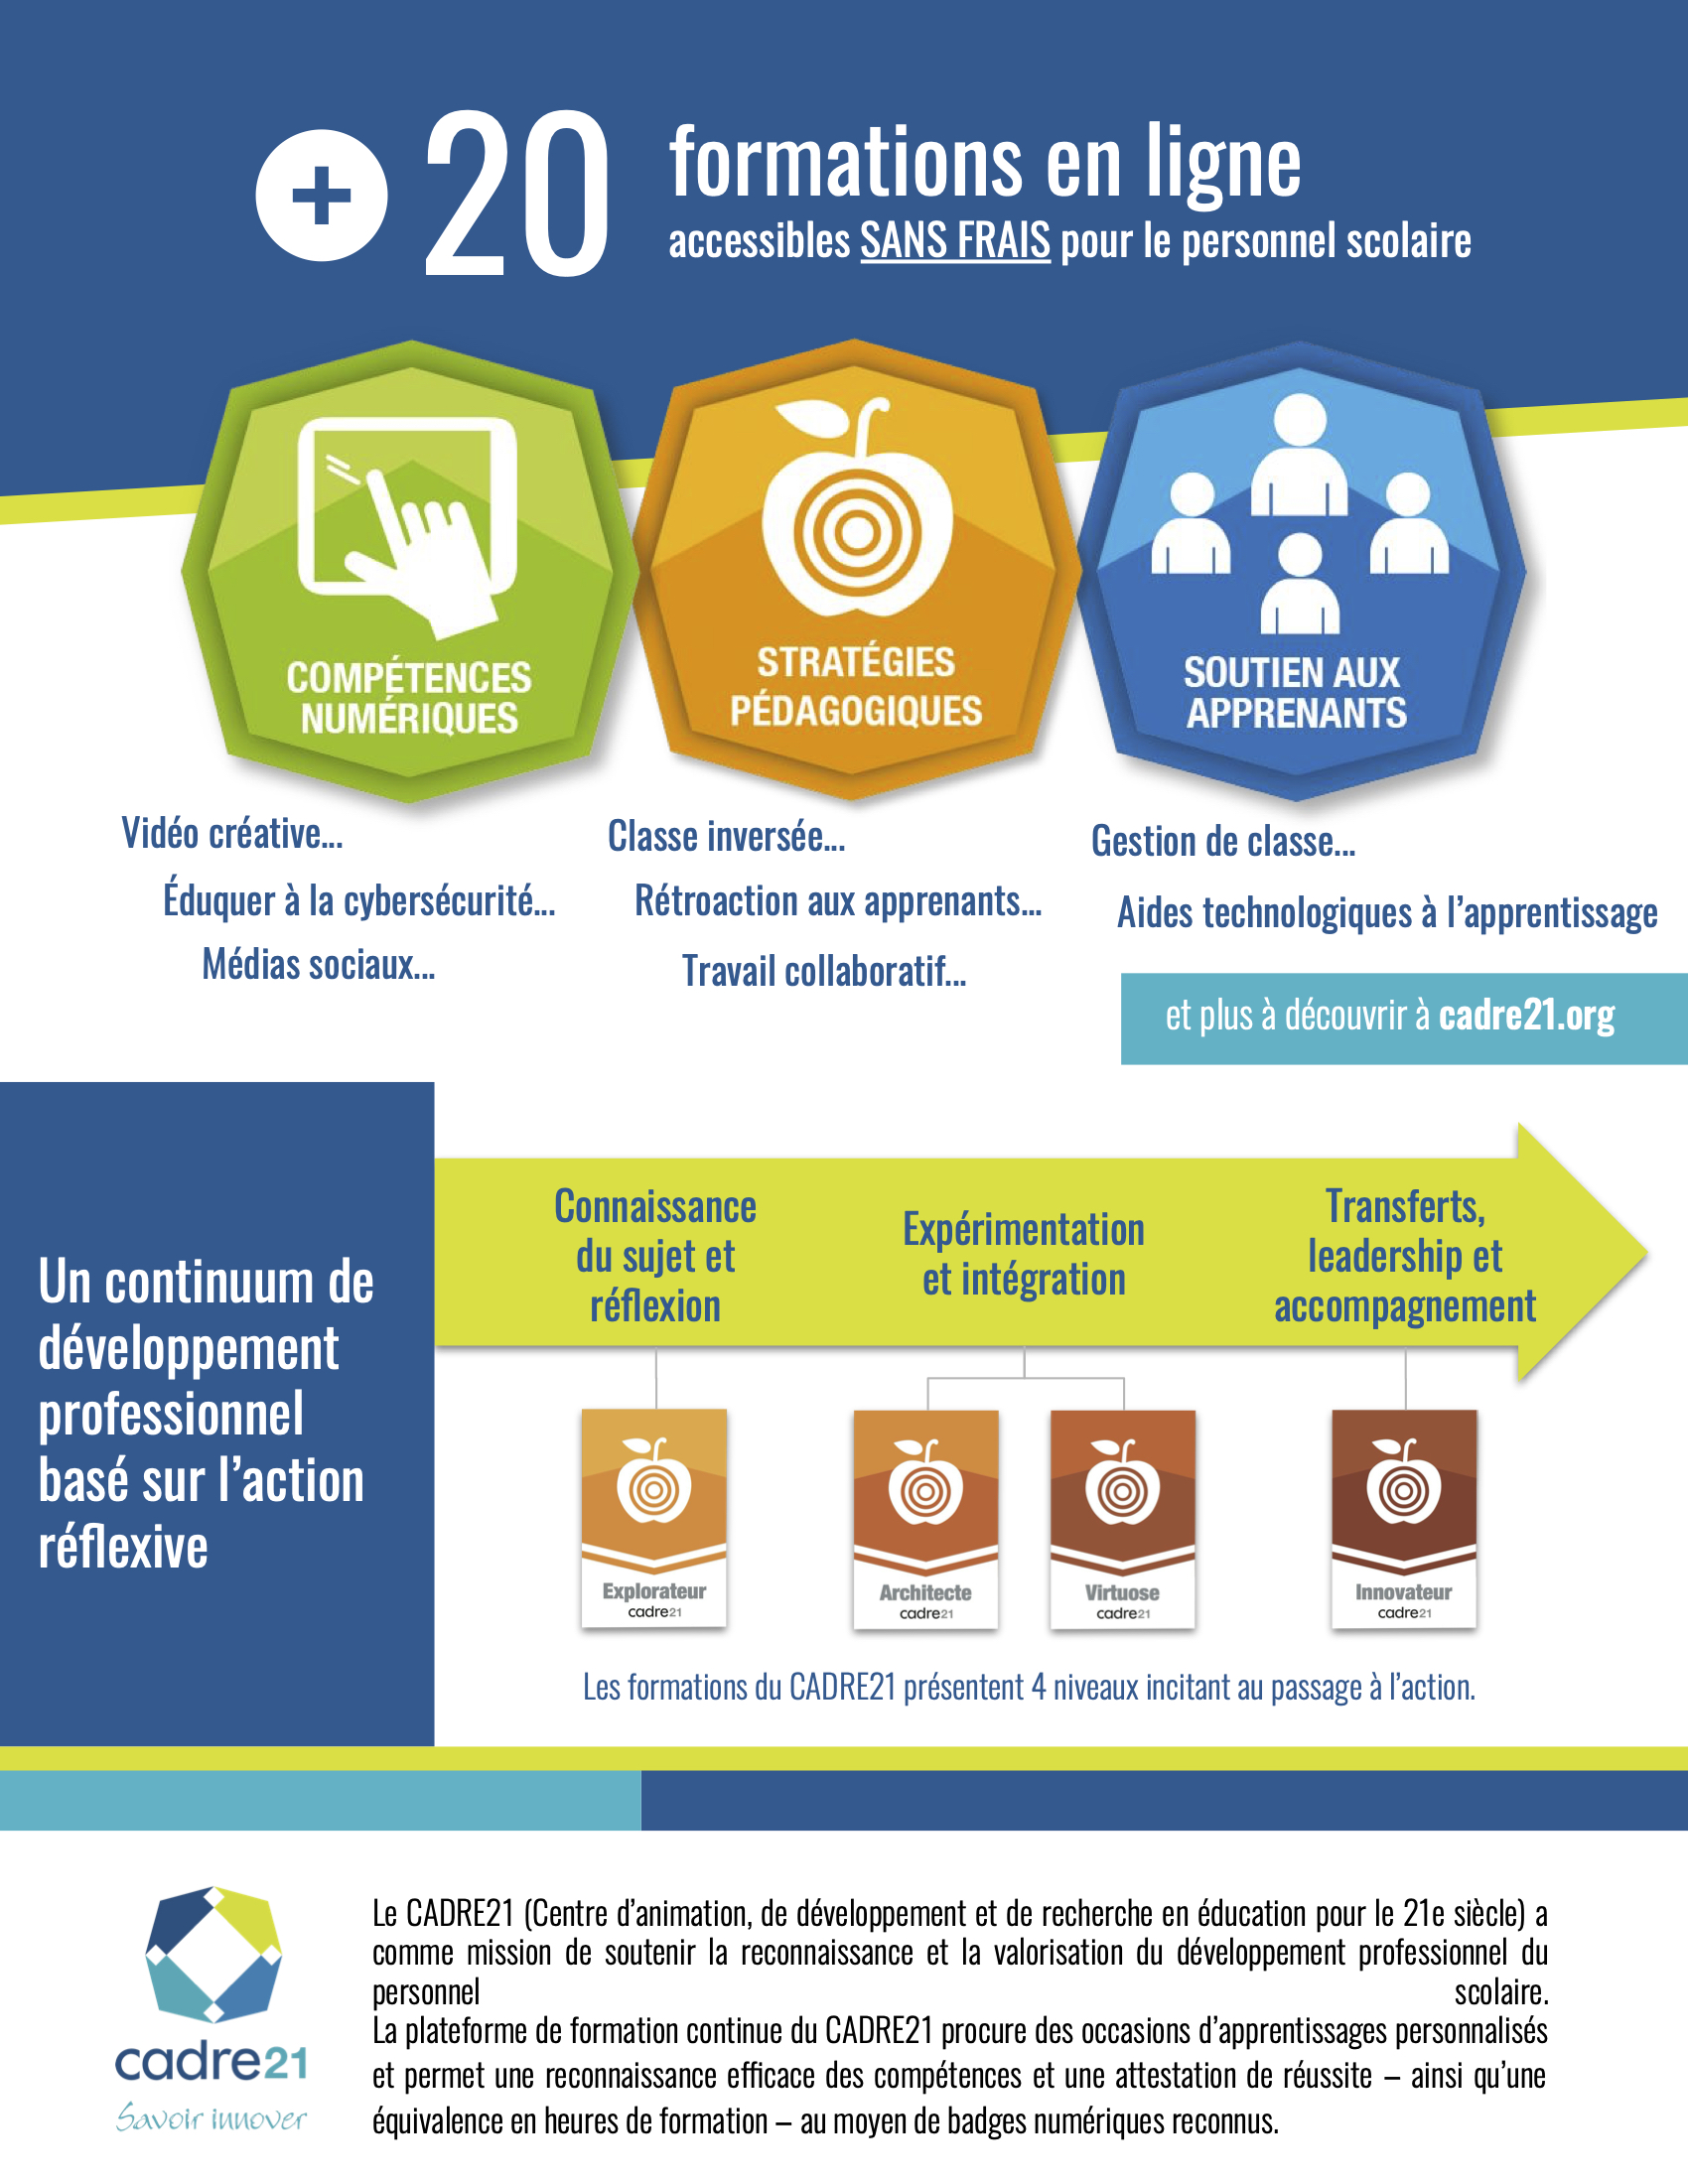 + 20 formations en ligne
accessibles SANS FRAIS pour le personnel scolaire
COMPÉTENCES
NUMÉRIQUES
STRATÉGIES
PÉDAGOGIQUES
SOUTIEN AUX
APPRENANTS
Vidéo créative...
Éduquer à la cybersécurité...
Médias sociaux...
Classe inversée...
Rétroaction aux apprenants...
Travail collaboratif...
Gestion de classe...
Aides technologiques à l'apprentissage
et plus à découvrir à cadre21.org
Un continuum de
développement
professionnel
basé sur l'action
réflexive
Connaissance
du sujet et
réflexion
Expérimentation
et intégration
Transferts,
leadership et
accompagnement
Explorateur
cadre21
Architecte
cadre21
Virtuose
cadre21
Innovateur
cadre21
Les formations du CADRE21 présentent 4 niveaux incitant au passage à l'action.
cadre21
Savoir innover
Le CADRE21 (Centre d'animation, de développement et de recherche en éducation pour le 21e siècle) a
comme mission de soutenir la reconnaissance et la valorisation du développement professionnel du
personnel scolaire.
La plateforme de formation continue du CADRE21 procure des occasions d'apprentissages personnalisés
et permet une reconnaissance efficace des compétences et une attestation de réussite – ainsi qu'une
équivalence en heures de formation – au moyen de badges numériques reconnus.